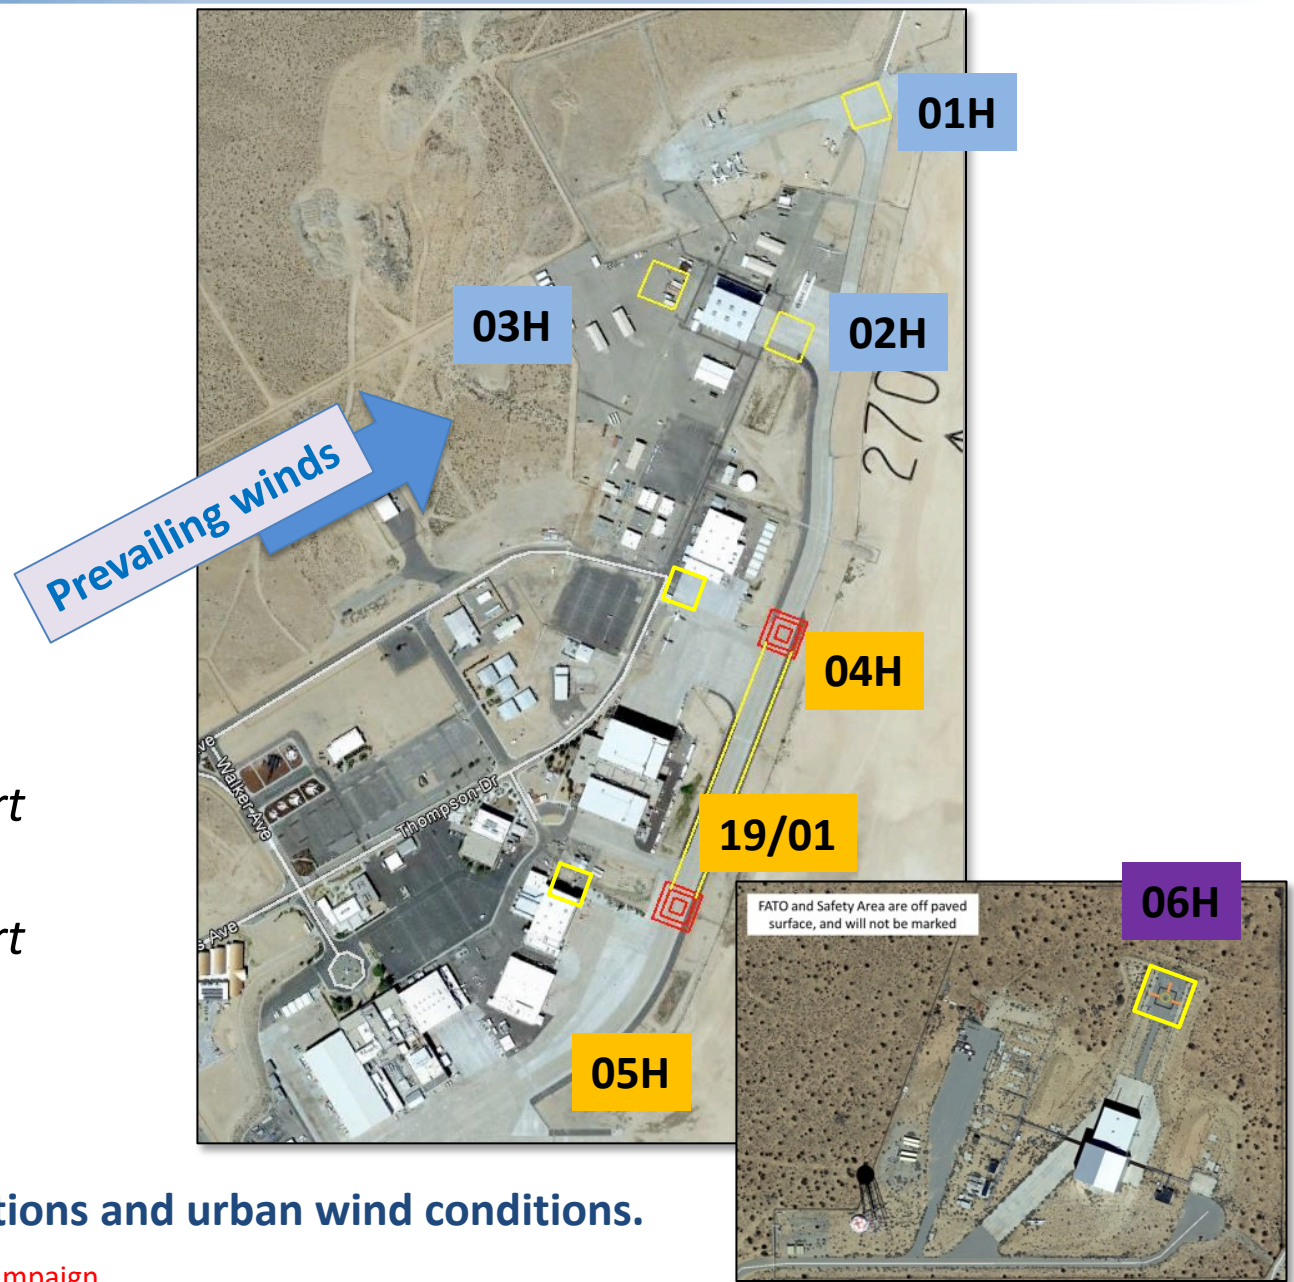 01H
03H
02H
270
Prevailing winds
04H
rt
Walker Ave
Thompson Dr
19/01
rt
06H
FATO and Safety Area are off paved
surface, and will not be marked
05H
tions and urban wind conditions.
mpaign